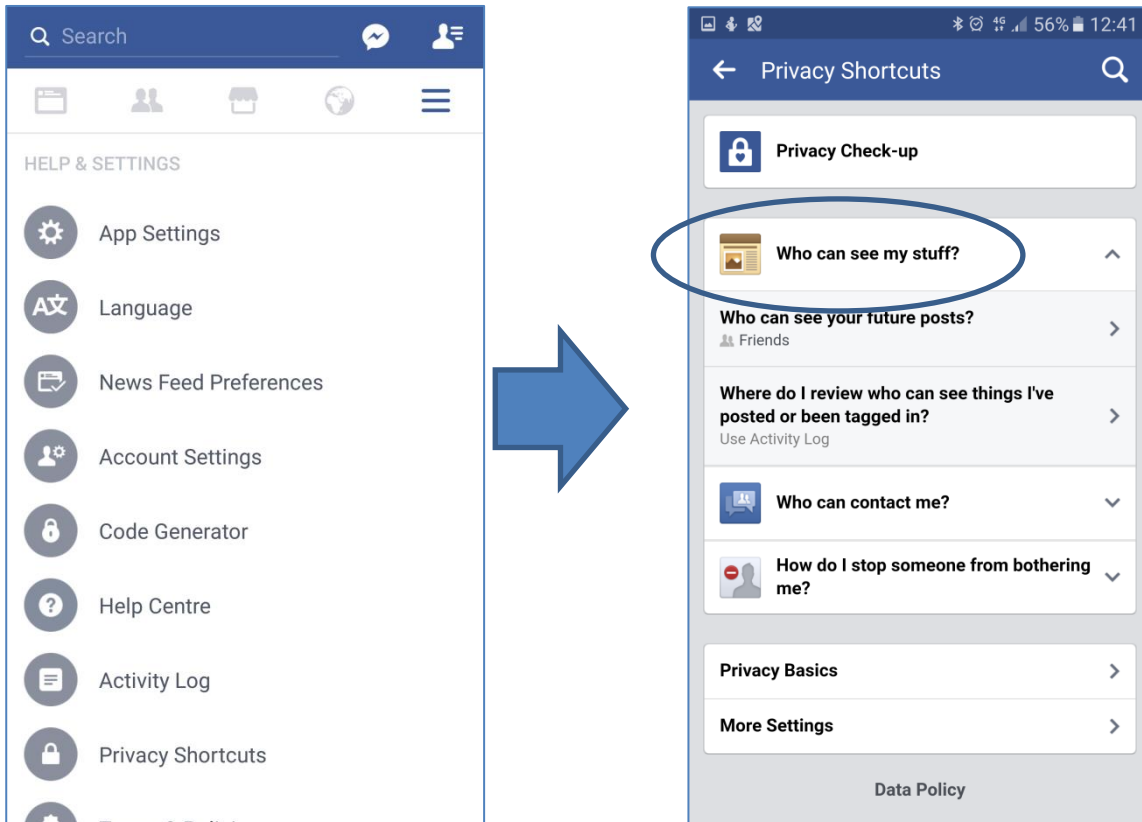 Search
HELP & SETTINGS
App Settings
A文
Language
News Feed Preferences
Account Settings
Code Generator
?
Help Centre
Activity Log
Privacy Shortcuts
4G 56% 12:41
Privacy Shortcuts
Privacy Check-up
Who can see my stuff?
Who can see your future posts?
Friends
Where do I review who can see things I've
posted or been tagged in?
Use Activity Log
Who can contact me?
How do I stop someone from bothering
me?
Privacy Basics
More Settings
Data Policy